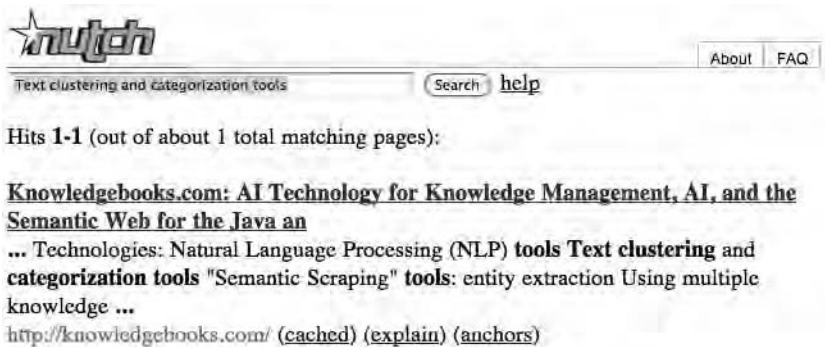 nutch
About FAQ
Text clustering and categorization tools Search help
Hits 1-1 (out of about 1 total matching pages):
Knowledgebooks.com: AI Technology for Knowledge Management, AI, and the
Semantic Web for the Java an
... Technologies: Natural Language Processing (NLP) tools Text clustering and
categorization tools "Semantic Scraping" tools: entity extraction Using multiple
knowledge ...
http://knowledgebooks.com/ (cached) (explain) (anchors)